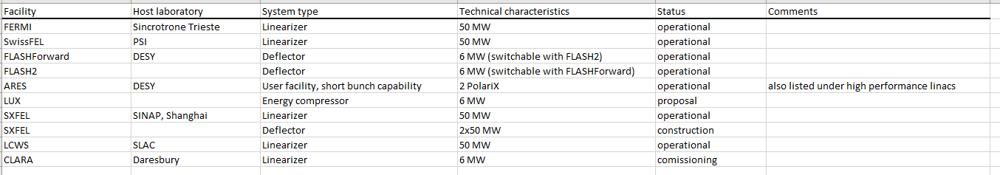 Facility Host laboratory System type Technical characteristics Status Comments
FERMI Sincrotrone Trieste Linearizer 50 MW operational
SwissFEL PSI Linearizer 50 MW operational
FLASHForward DESY Deflector 6 MW (switchable with FLASH2) operational
FLASH2 Deflector 6 MW (switchable with FLASHForward) operational
ARES DESY User facility, short bunch capability 2 PolariX operational also listed under high performance linacs
LUX Energy compressor 6 MW proposal
SXFEL SINAP, Shanghai Linearizer 50 MW operational
SXFEL Deflector 2x50 MW construction
LCWS SLAC Linearizer 50 MW operational
CLARA Daresbury Linearizer 6 MW comissioning